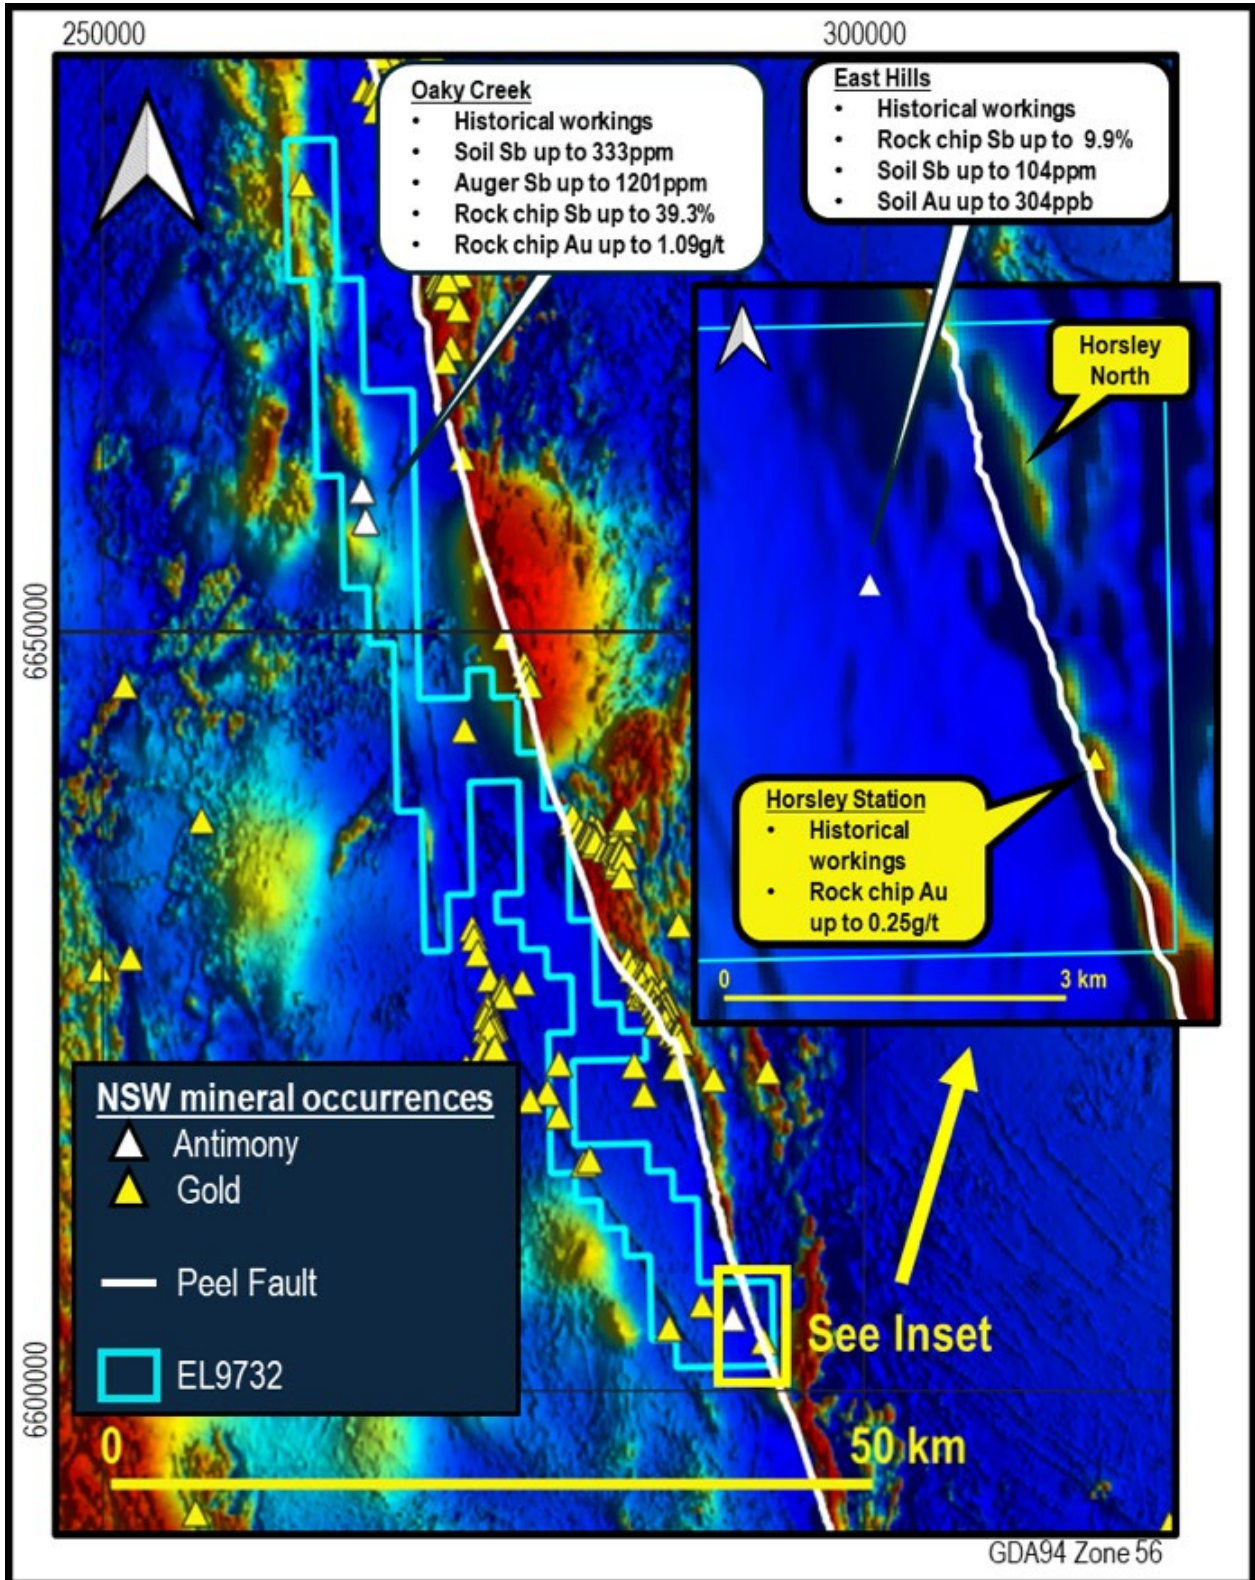 250000
300000
Oaky Creek
• Historical workings
• Soil Sb up to 333ppm
• Auger Sb up to 1201ppm
• Rock chip Sb up to 39.3%
• Rock chip Au up to 1.09g/t
East Hills
• Historical workings
• Rock chip Sb up to 9.9%
• Soil Sb up to 104ppm
• Soil Au up to 304ppb
Horsley
North
6650000
Horsley Station
• Historical
workings
• Rock chip Au
up to 0.25g/t
0
3 km
NSW mineral occurrences
Antimony
Gold
Peel Fault
EL9732
See Inset
6600000
0
50 km
GDA94 Zone 56